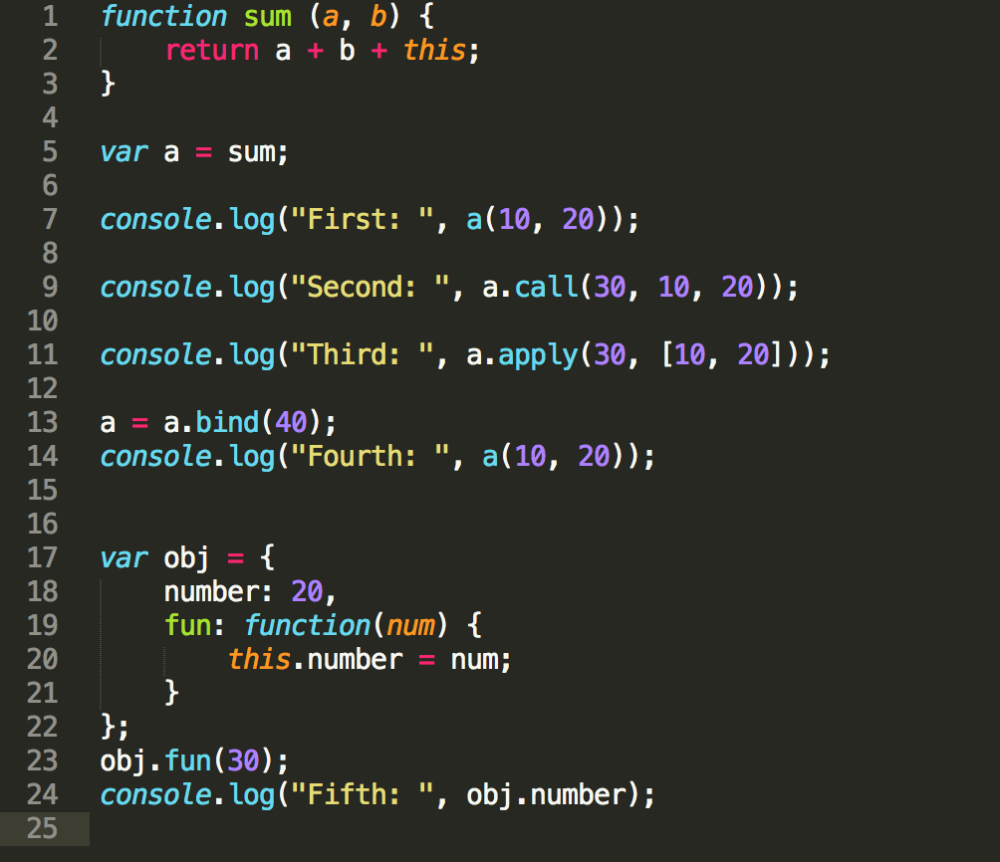 1 function sum (a, b) {
2     return a + b + this;
3 }
4
5 var a = sum;
6
7 console.log("First: ", a(10, 20));
8
9 console.log("Second: ", a.call(30, 10, 20));
10
11 console.log("Third: ", a.apply(30, [10, 20]));
12
13 a = a.bind(40);
14 console.log("Fourth: ", a(10, 20));
15
16
17 var obj = {
18     number: 20,
19     fun: function(num) {
20         this.number = num;
21     }
22 };
23 obj.fun(30);
24 console.log("Fifth: ", obj.number);
25